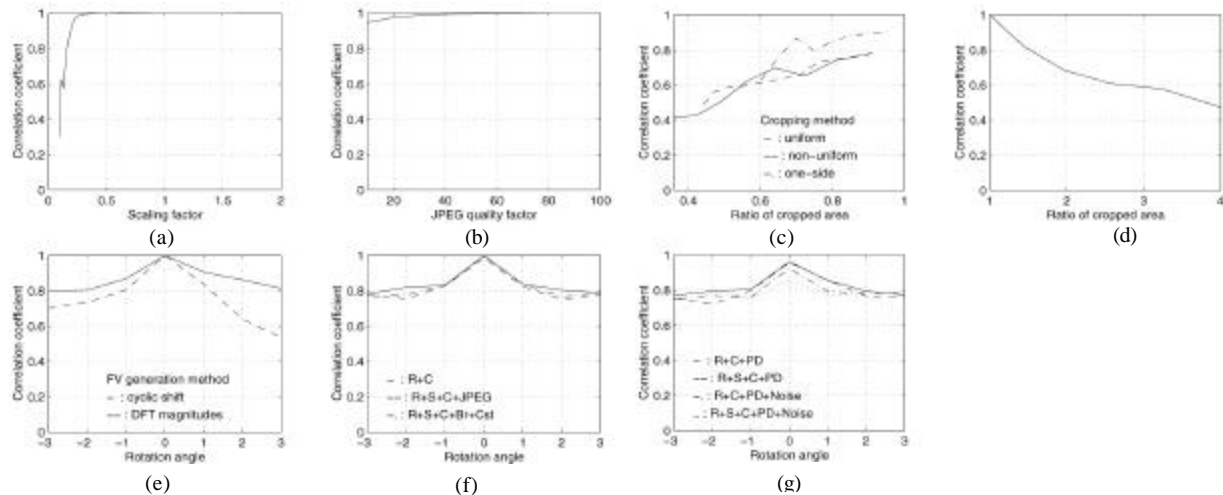 Correlation coefficient
1
0.8
0.6
0.4
0.2
0
0 0.5 1 1.5 2
Scaling factor
(a)
Correlation coefficient
1
0.8
0.6
0.4
0.2
0
20 40 60 80 100
JPEG quality factor
(b)
Correlation coefficient
1
0.8
0.6
0.4
0.2
0
Cropping method
: uniform
: non-uniform
: one-side
0.4 0.6 0.8 1
Ratio of cropped area
(c)
Correlation coefficient
1
0.8
0.6
0.4
0.2
0
1 2 3 4
Ratio of cropped area
(d)
Correlation coefficient
1
0.8
0.6
0.4
0.2
0
FV generation method
: cyclic shift
: DFT magnitudes
−3 −2 −1 0 1 2 3
Rotation angle
(e)
Correlation coefficient
1
0.8
0.6
0.4
0.2
0
: R+C
: R+S+C+JPEG
: R+S+C+Br+Cst
−3 −2 −1 0 1 2 3
Rotation angle
(f)
Correlation coefficient
1
0.8
0.6
0.4
0.2
0
: R+C+PD
: R+S+C+PD
: R+C+PD+Noise
: R+S+C+PD+Noise
−3 −2 −1 0 1 2 3
Rotation angle
(g)